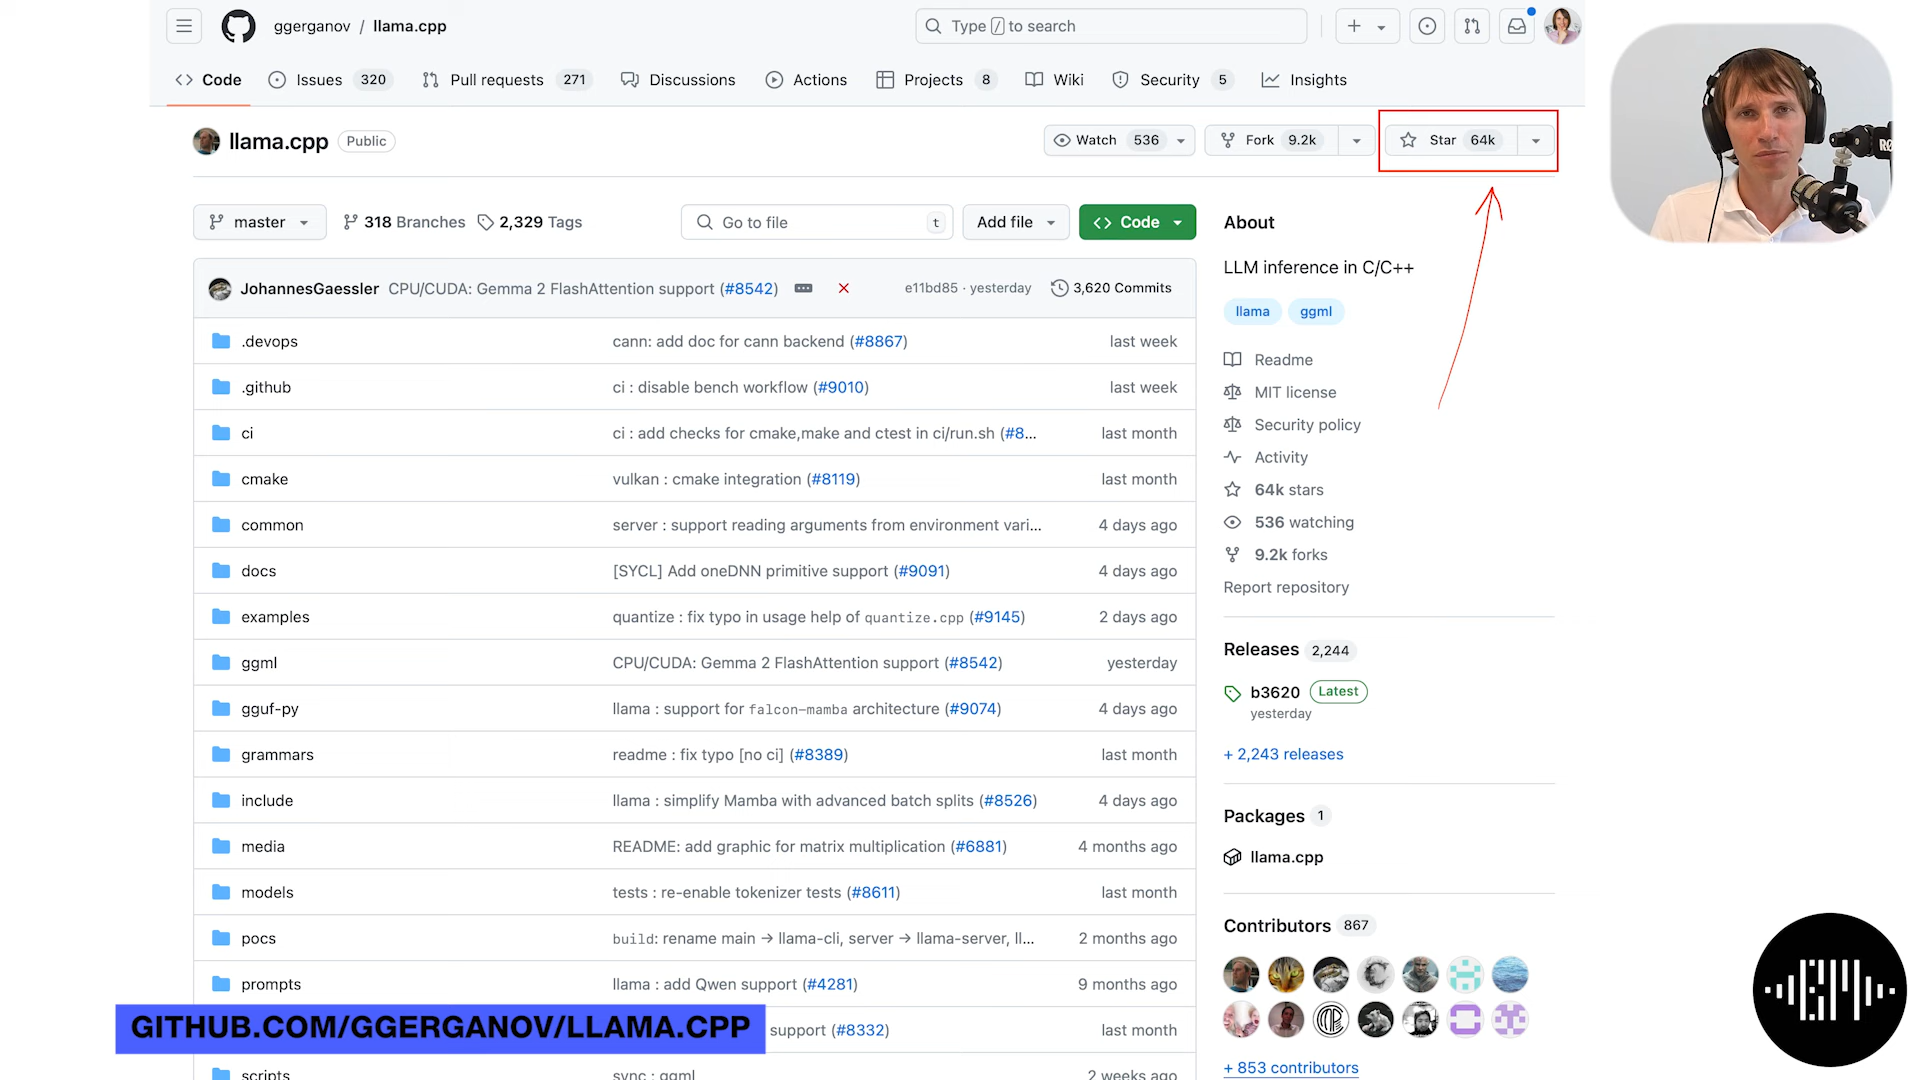 ggerganov / llama.cpp
Type / to search
Code
Issues 320
Pull requests 271
Discussions
Actions
Projects 8
Wiki
Security 5
Insights
llama.cpp Public
Watch 536
Fork 9.2k
Star 64k
master
318 Branches
2,329 Tags
Go to file t
Add file
Code
JohannesGaessler CPU/CUDA: Gemma 2 FlashAttention support (#8542) e11bd85 · yesterday 3,620 Commits
.devops cann: add doc for cann backend (#8867) last week
.github ci : disable bench workflow (#9010) last week
ci ci : add checks for cmake,make and ctest in ci/run.sh (#8... last month
cmake vulkan : cmake integration (#8119) last month
common server : support reading arguments from environment vari... 4 days ago
docs [SYCL] Add oneDNN primitive support (#9091) 4 days ago
examples quantize : fix typo in usage help of quantize.cpp (#9145) 2 days ago
ggml CPU/CUDA: Gemma 2 FlashAttention support (#8542) yesterday
gguf-py llama : support for falcon-mamba architecture (#9074) 4 days ago
grammars readme : fix typo [no ci] (#8389) last month
include llama : simplify Mamba with advanced batch splits (#8526) 4 days ago
media README: add graphic for matrix multiplication (#6881) 4 months ago
models tests : re-enable tokenizer tests (#8611) last month
pocs build: rename main → llama-cli, server → llama-server, ll... 2 months ago
prompts llama : add Qwen support (#4281) 9 months ago
support (#8332) last month
scripts sync : ggml 2 weeks ago
GITHUB.COM/GGERGANOV/LLAMA.CPP
About
LLM inference in C/C++
llama ggml
Readme
MIT license
Security policy
Activity
64k stars
536 watching
9.2k forks
Report repository
Releases 2,244
b3620 Latest
yesterday
+ 2,243 releases
Packages 1
llama.cpp
Contributors 867
+ 853 contributors